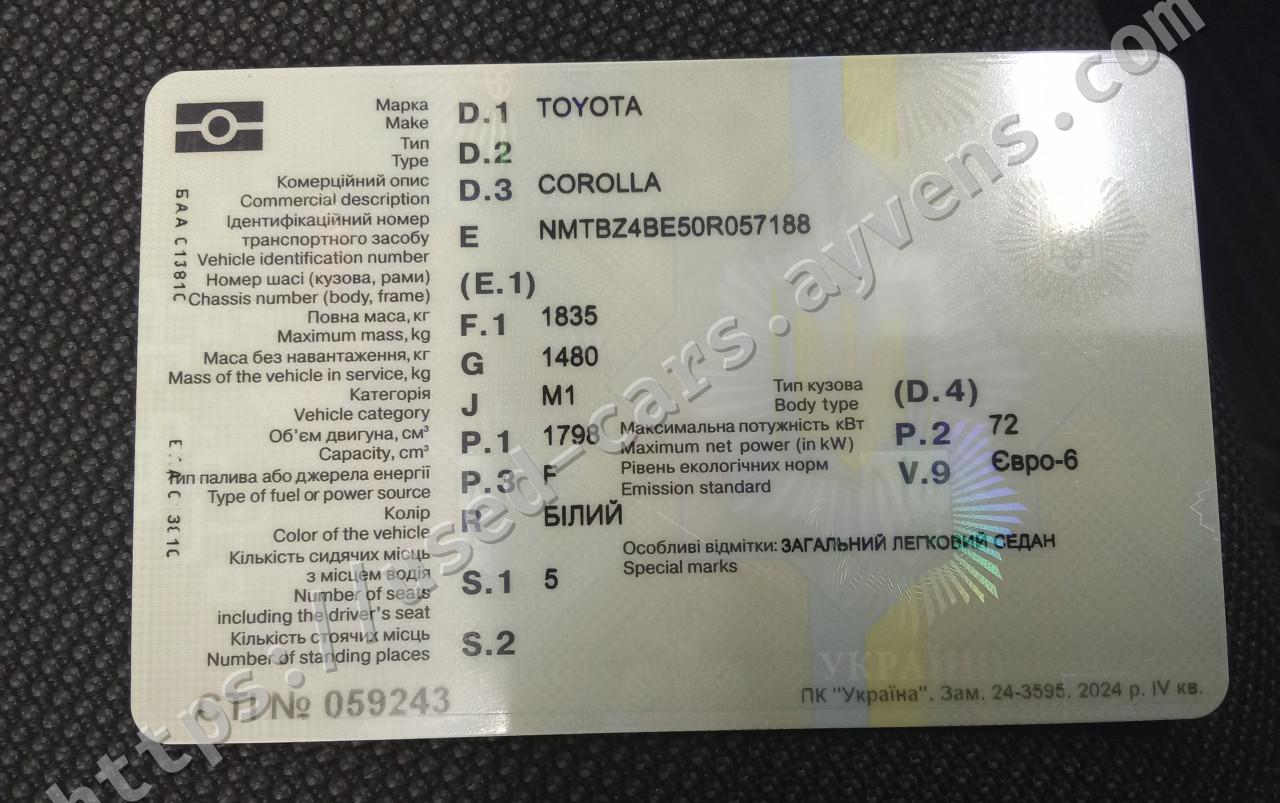 Марка D.1 TOYOTA
Make
Тип D.2
Type
Комерційний опис D.3 COROLLA
Commercial description
Ідентифікаційний номер
транспортного засобу E NMTBZ4BE50R057188
Vehicle identification number
Номер шасі (кузова, рами) (E.1)
Chassis number (body, frame)
Повна маса, кг F.1 1835
Maximum mass, kg
Маса без навантаження, кг G 1480
Mass of the vehicle in service, kg
Категорія J M1
Vehicle category
Тип кузова (D.4)
Body type
Об'єм двигуна, см³ P.1 1798
Capacity, cm³
Максимальна потужність кВт P.2 72
Maximum net power (in kW)
Тип палива або джерела енергії P.3 F
Type of fuel or power source
Рівень екологічних норм V.9 Євро-6
Emission standard
Колір R БІЛИЙ
Color of the vehicle
Особливі відмітки: ЗАГАЛЬНИЙ ЛЕГКОВИЙ СЕДАН
Special marks
Кількість сидячих місць
з місцем водія S.1 5
Number of seats
including the driver's seat
Кількість стоячих місць S.2
Number of standing places
УКРАЇН
№ 059243
ПК "Україна". Зам. 24-3595. 2024 р. IV кв.
https://used-cars.ayvens.com